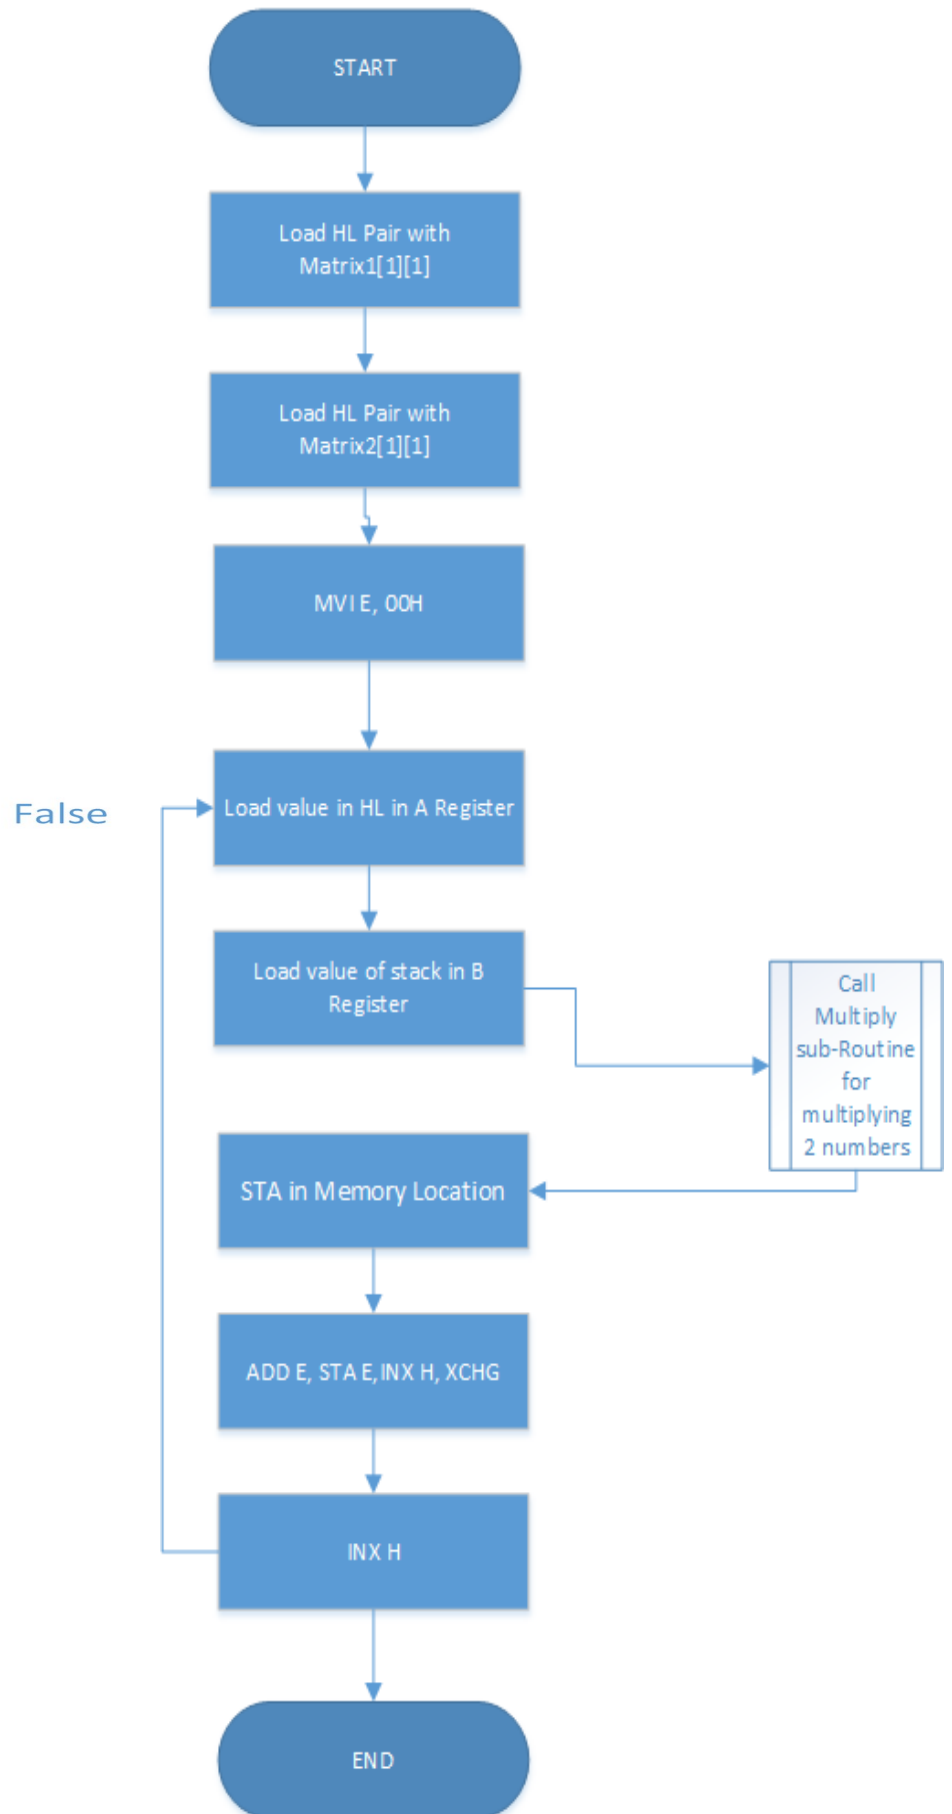 START
Load HL Pair with
Matrix1[1][1]
Load HL Pair with
Matrix2[1][1]
MVI E, 00H
False
Load value in HL in A Register
Load value of stack in B
Register
Call
Multiply
sub-Routine
for
multiplying
2 numbers
STA in Memory Location
ADD E, STA E,INX H, XCHG
INX H
END